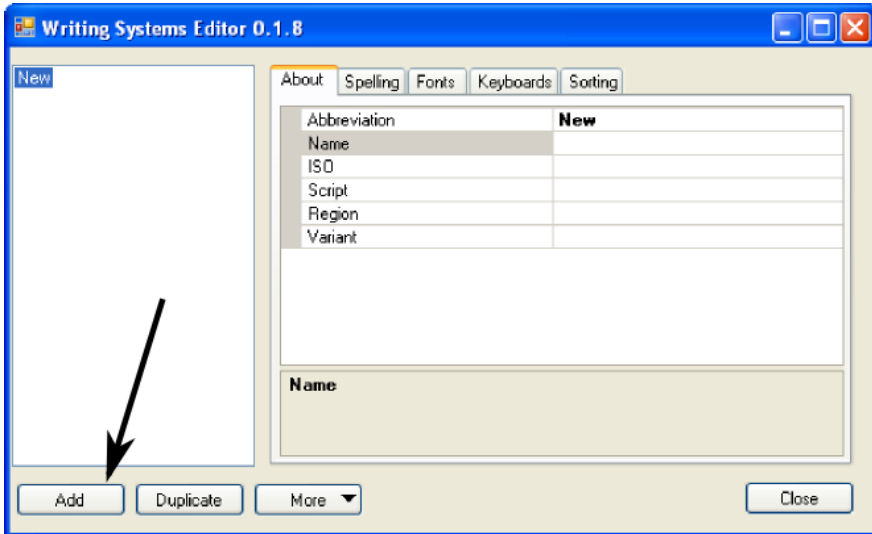 Writing Systems Editor 0.1.8
New
About Spelling Fonts Keyboards Sorting
Abbreviation New
Name
ISO
Script
Region
Variant
Name
Add Duplicate More Close